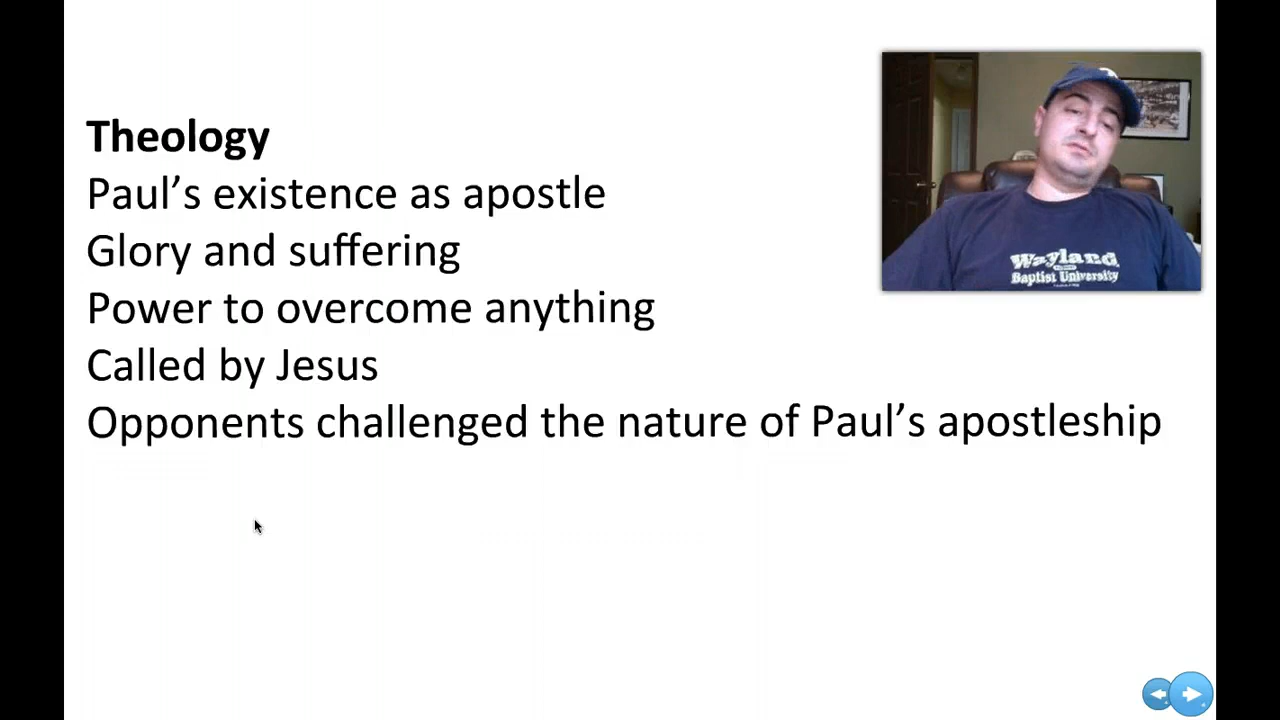 Theology
Paul’s existence as apostle
Glory and suffering
Power to overcome anything
Called by Jesus
Opponents challenged the nature of Paul’s apostleship
Wayland
Baptist University